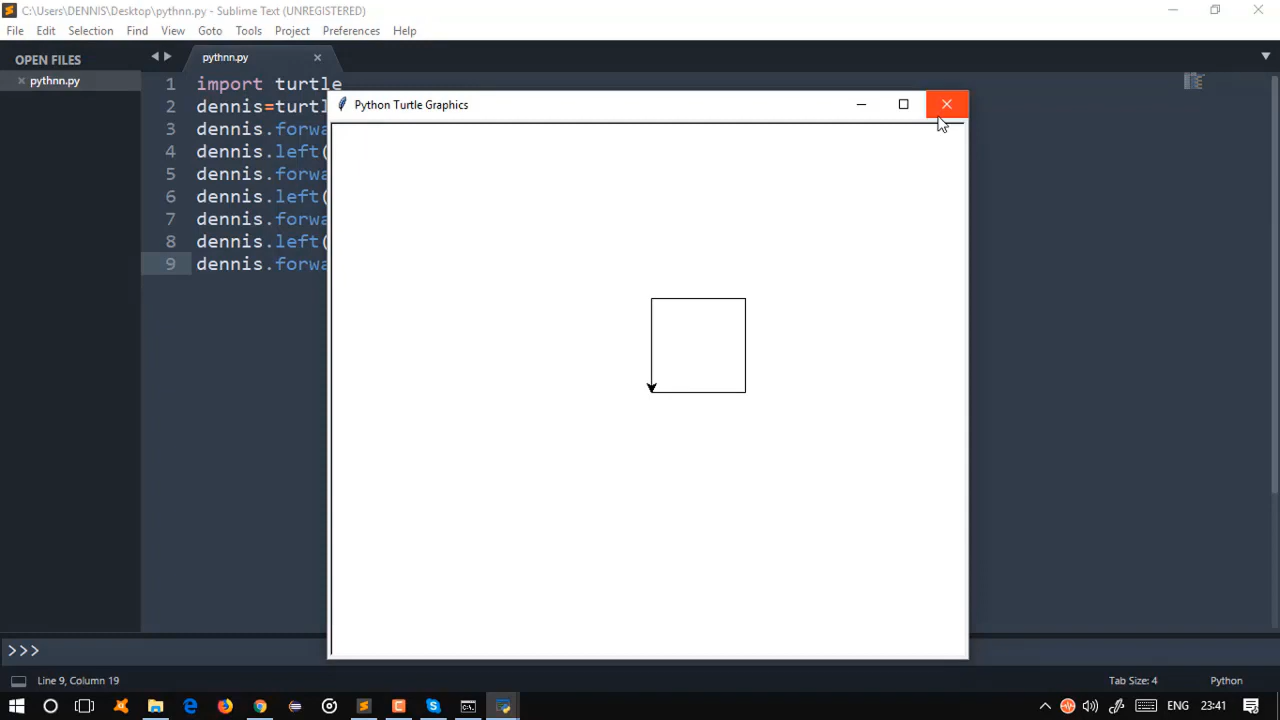 C:\Users\DENNIS\Desktop\pythnn.py - Sublime Text (UNREGISTERED)
File Edit Selection Find View Goto Tools Project Preferences Help
OPEN FILES
pythnn.py
pythnn.py
1 import turtle
2 dennis=turtl
3 dennis.forwa
4 dennis.left(
5 dennis.forwa
6 dennis.left(
7 dennis.forwa
8 dennis.left(
9 dennis.forwa
Python Turtle Graphics
>>>
Line 9, Column 19
Tab Size: 4
Python
ENG
23:41